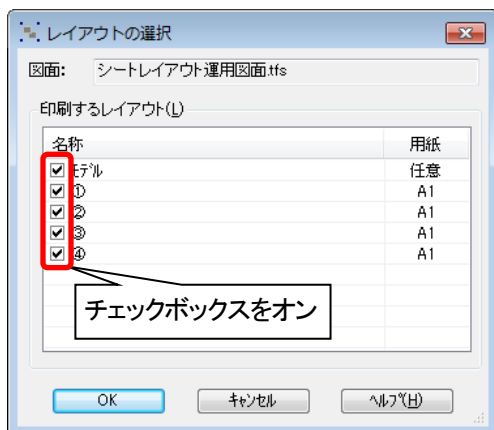 レイアウトの選択
図面: シートレイアウト運用図面.tfs
印刷するレイアウト(L)
名称 用紙
モデル 任意
① A1
② A1
③ A1
④ A1
チェックボックスをオン
OK キャンセル ヘルプ(H)